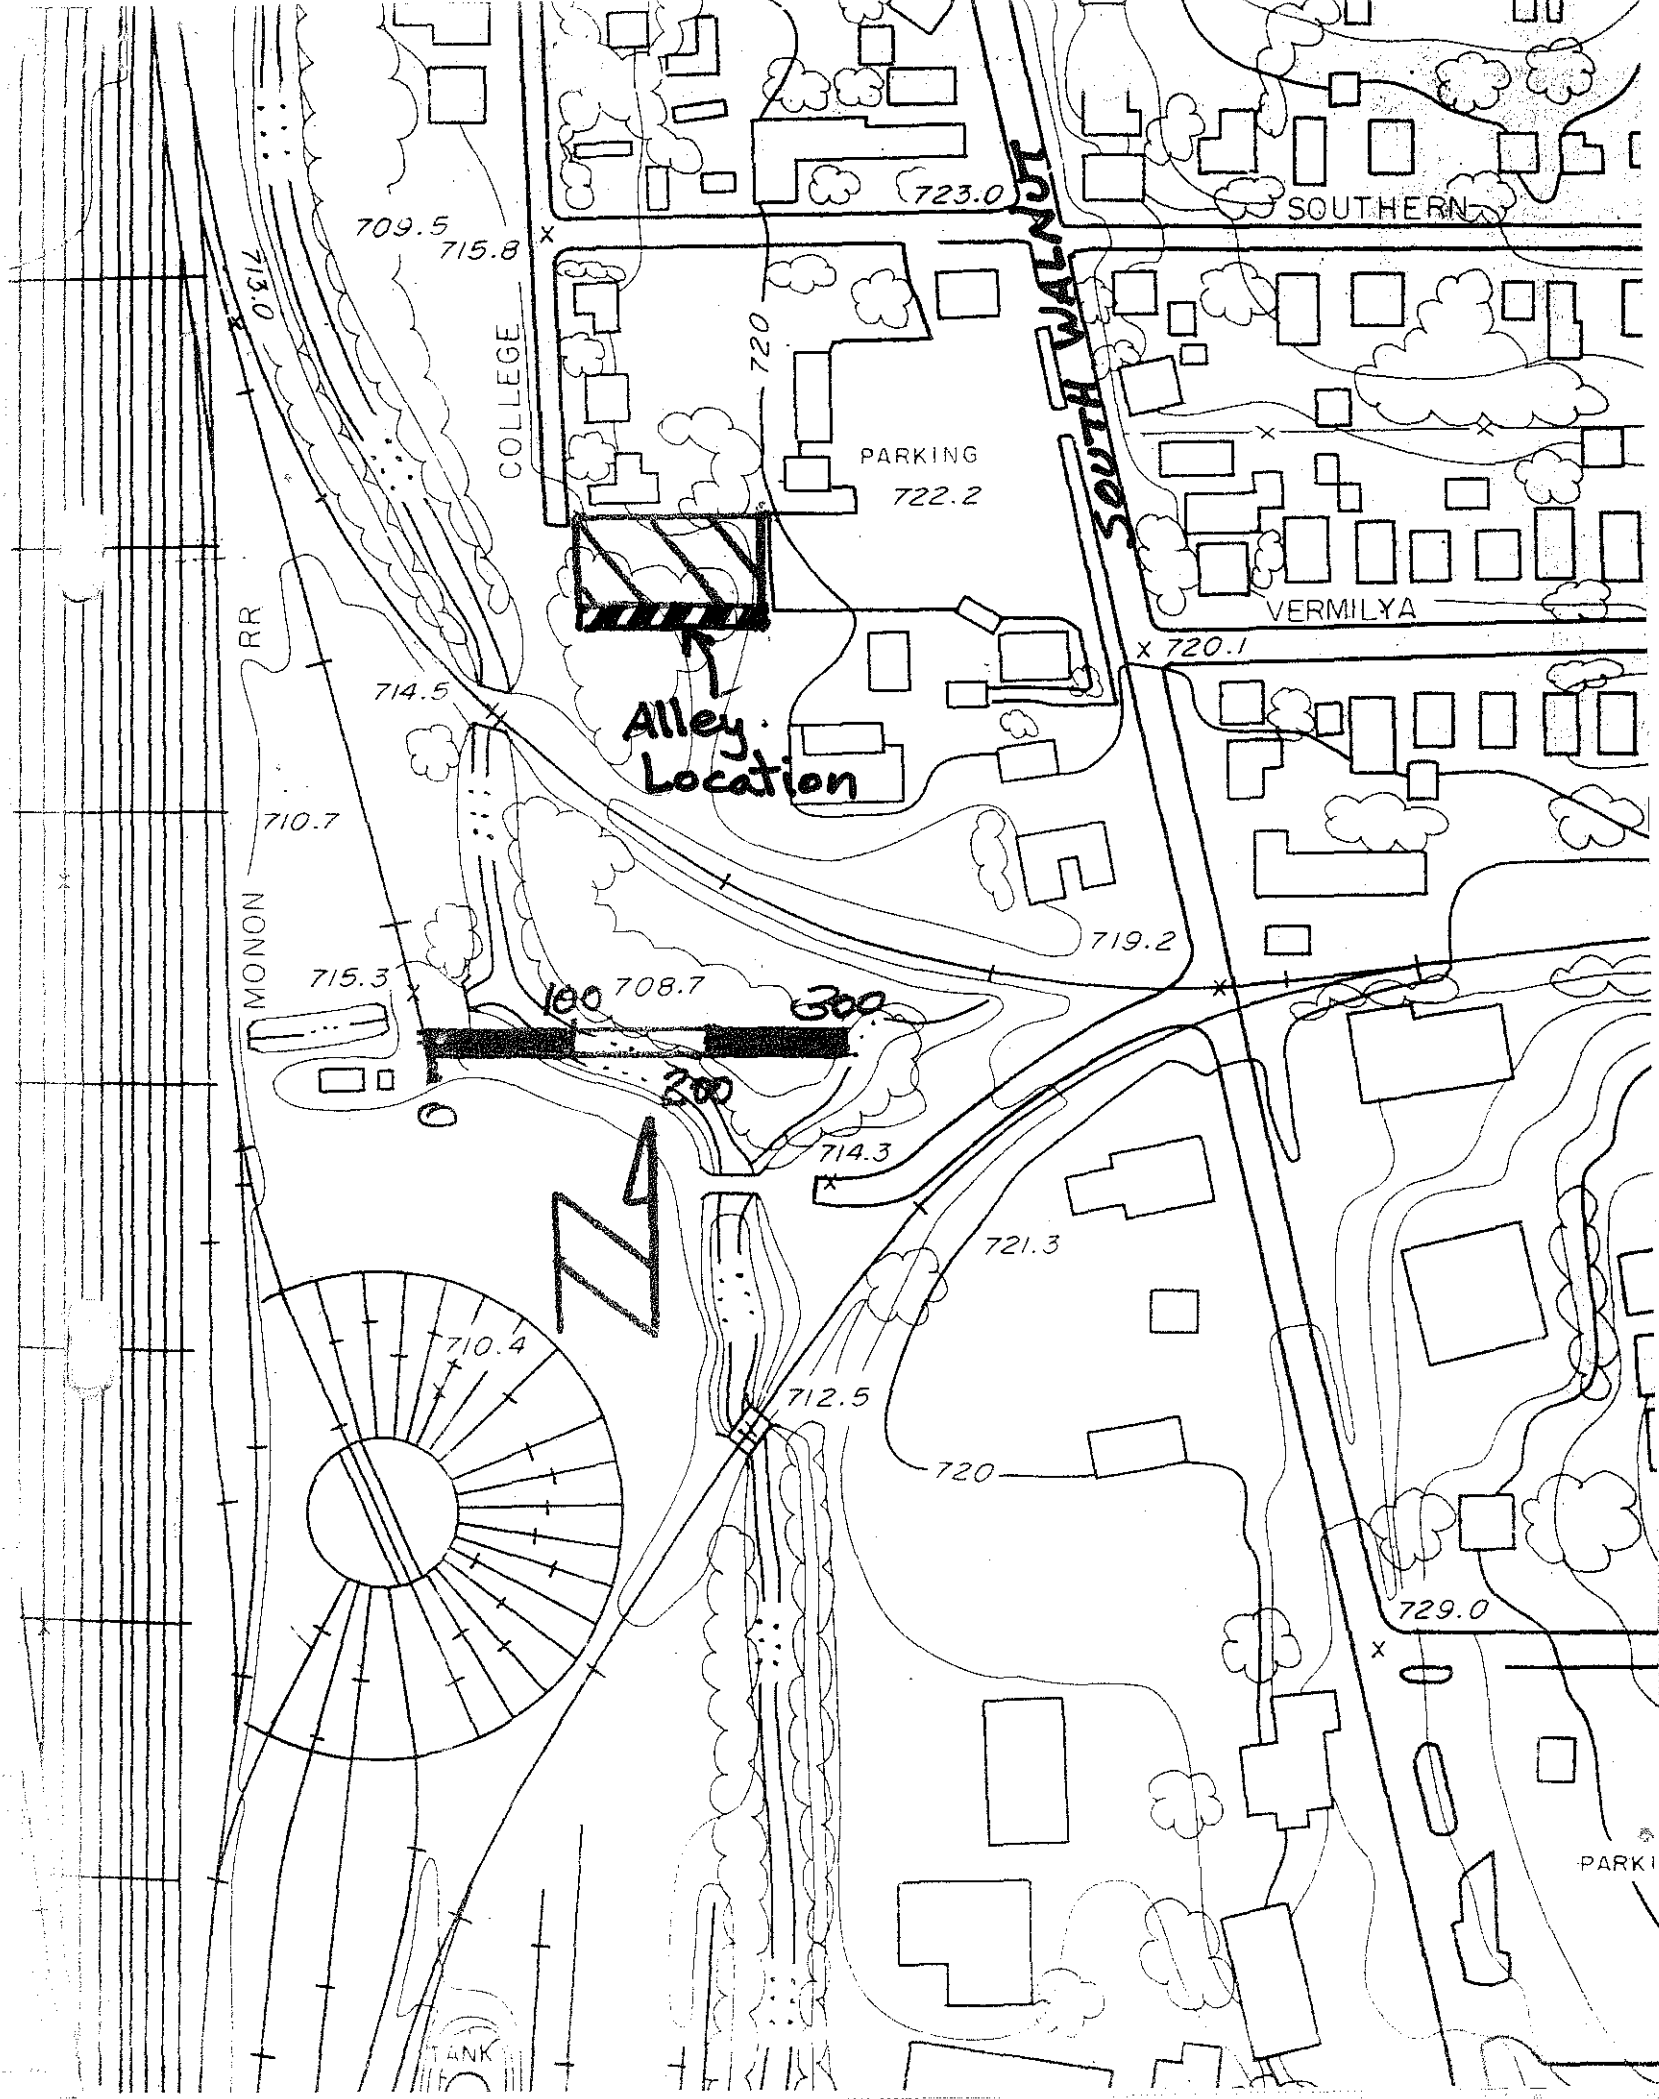 723.0
SOUTHERN
709.5
715.8
713.0
SOUTH WALNUT
COLLEGE
720
PARKING
722.2
VERMILYA
720.1
RR
714.5
Alley
Location
710.7
MONON
719.2
715.3
708.7
100
300
200
0
714.3
N
721.3
710.4
712.5
720
729.0
PARKI
TANK